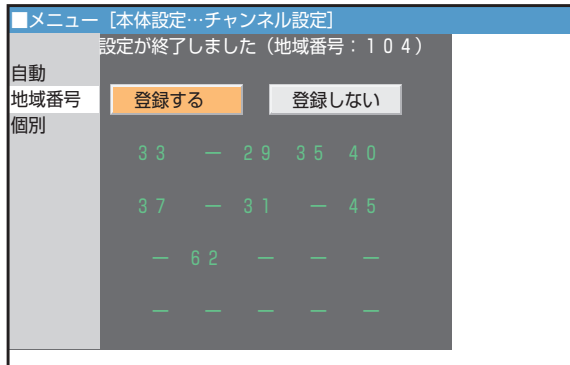 ■メニュー [本体設定…チャンネル設定]
設定が終了しました（地域番号：１０４）
自動
地域番号
登録する 登録しない
個別
３３ － ２９ ３５ ４０
３７ － ３１ － ４５
－ ６２ － － －
－ － － － －